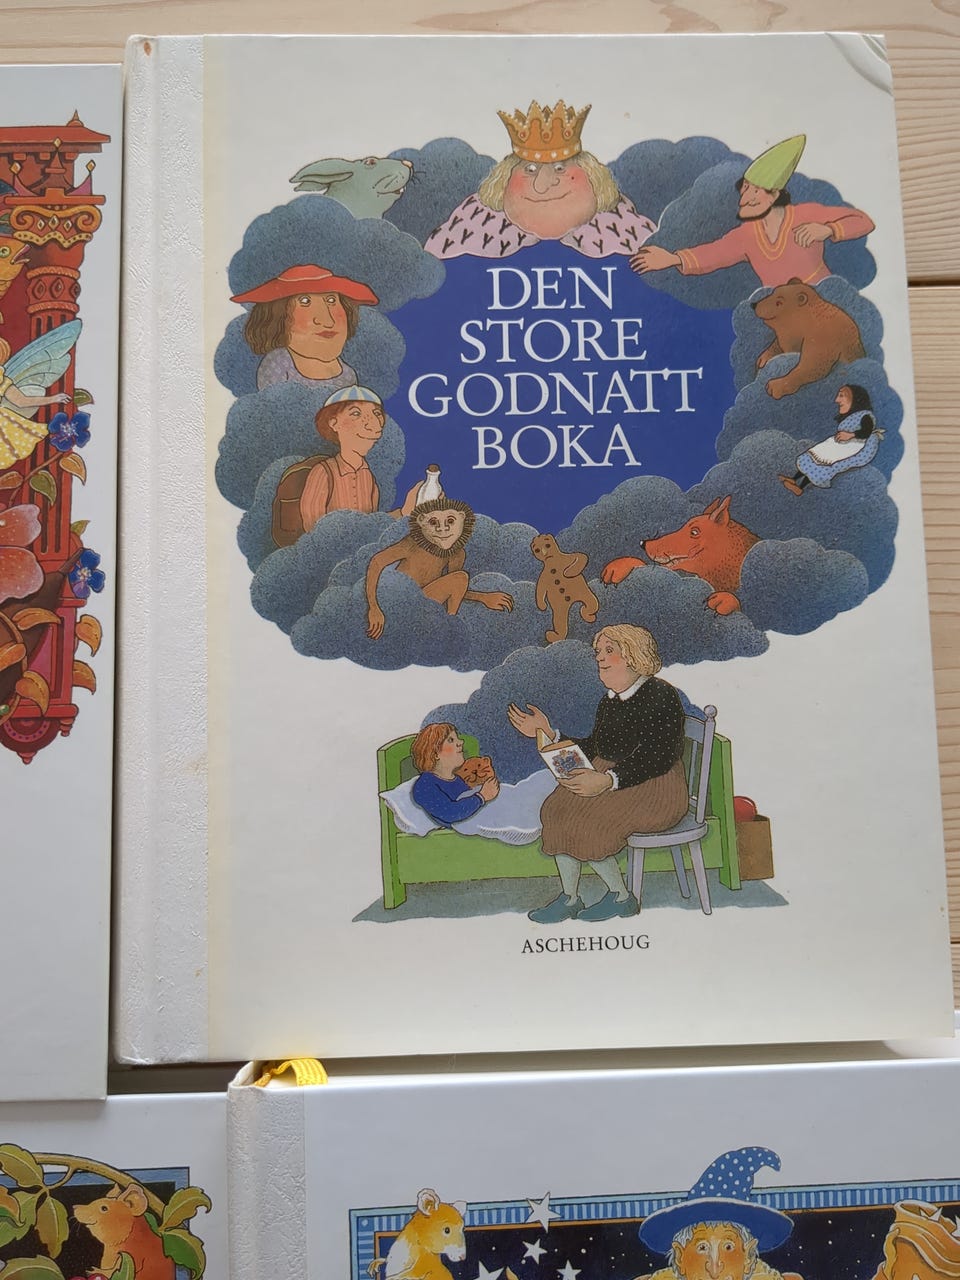 DEN
STORE
GODNATT
BOKA
ASCHEHOUG